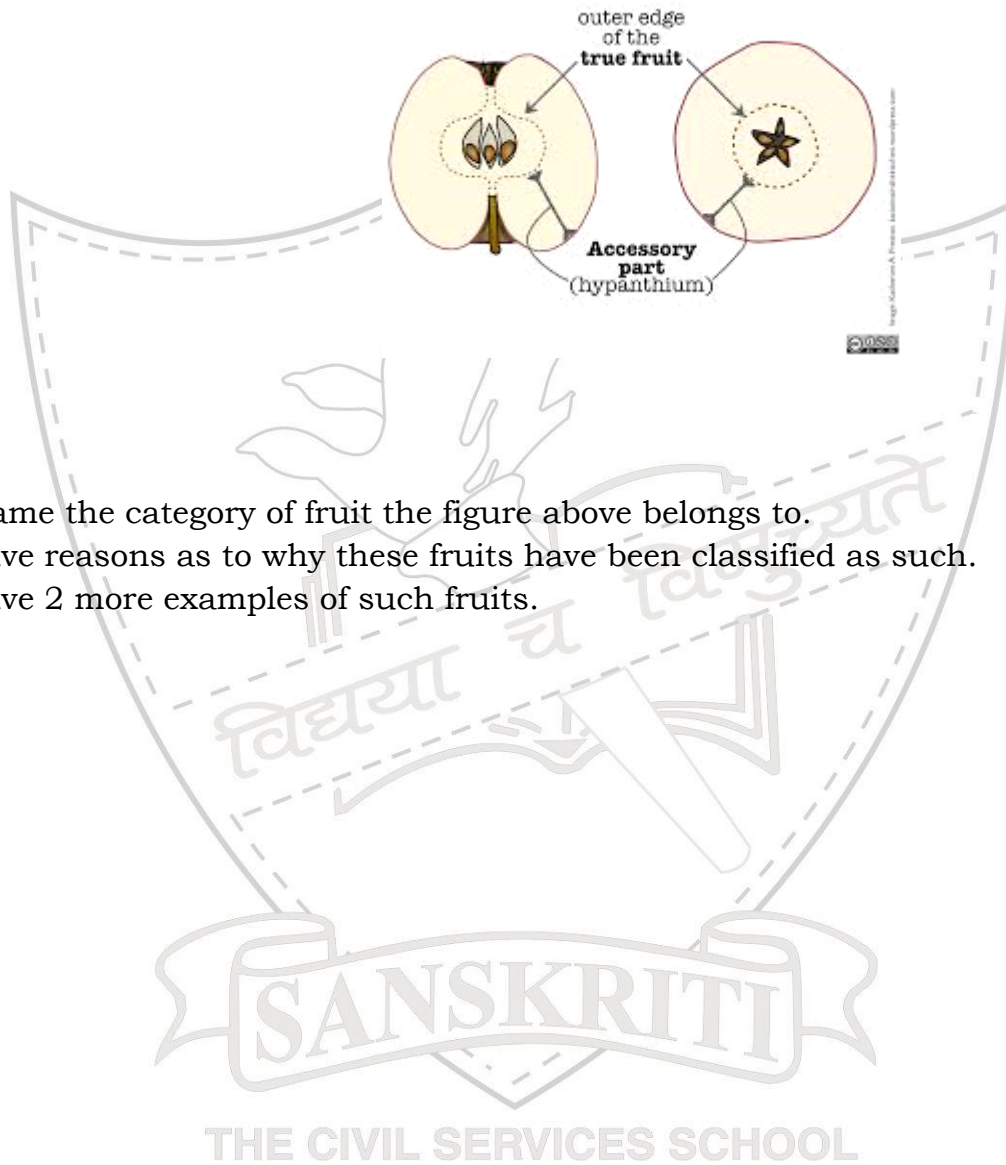 outer edge
of the
true fruit
Accessory
part
(hypanthium)
ame the category of fruit the figure above belongs to.
ve reasons as to why these fruits have been classified as such.
ve 2 more examples of such fruits.
विद्यया च विन्दुयते
SANSKRITI
THE CIVIL SERVICES SCHOOL